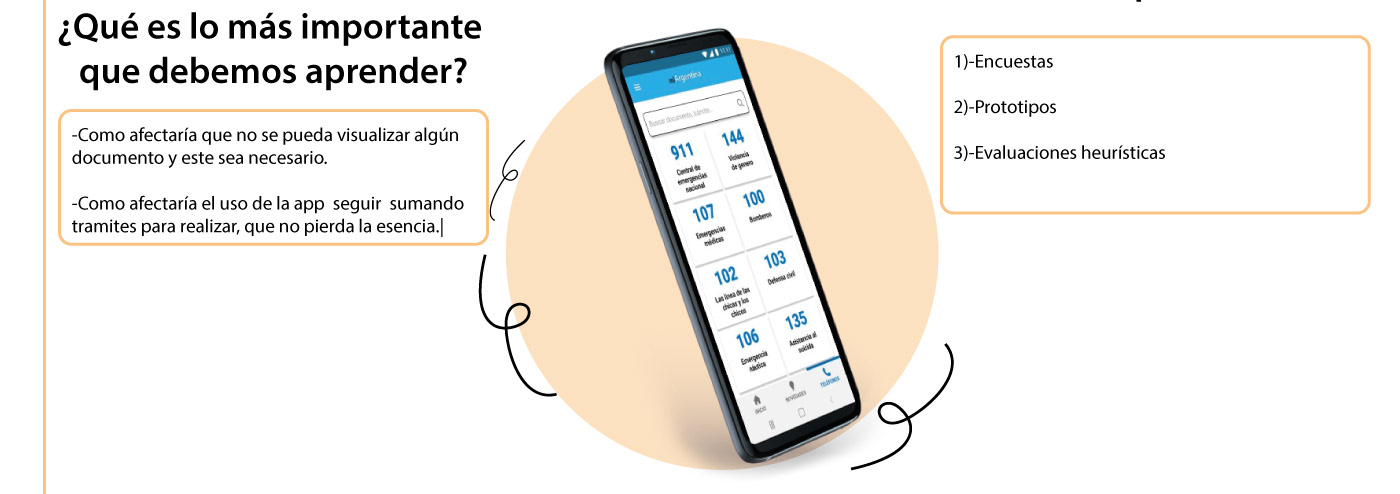 ¿Qué es lo más importante
que debemos aprender?
-Como afectaría que no se pueda visualizar algún
documento y este sea necesario.
-Como afectaría el uso de la app seguir sumando
tramites para realizar, que no pierda la esencia.
Argentina
Buscar documento, trámite...
911
Central de
emergencias
nacional
144
Violencia
de genero
107
Emergencias
médicas
100
Bomberos
102
Las linea de las
chicas y los
chicos
103
Defensa civil
106
Emergencia
náutica
135
Asistencia al
suicida
INICIO
NOVEDADES
TELÉFONOS
1)-Encuestas
2)-Prototipos
3)-Evaluaciones heurísticas